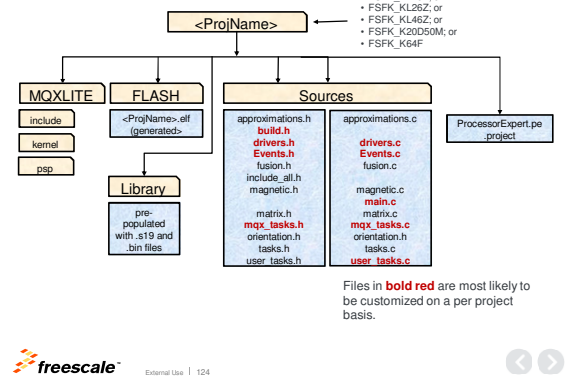 • FSFK_KL26Z; or
• FSFK_KL46Z; or
• FSFK_K20D50M; or
• FSFK_K64F
<ProjName>
MQXLITE
include
kernel
psp
FLASH
<ProjName>.elf
(generated>
Library
pre-
populated
with .s19 and
.bin files
Sources
approximations.h
build.h
drivers.h
Events.h
fusion.h
include_all.h
magnetic.h
matrix.h
mqx_tasks.h
orientation.h
tasks.h
user_tasks.h
approximations.c
drivers.c
Events.c
fusion.c
magnetic.c
main.c
matrix.c
mqx_tasks.c
orientation.h
tasks.c
user_tasks.c
ProcessorExpert.pe
.project
Files in bold red are most likely to
be customized on a per project
basis.
freescale™
External Use | 124